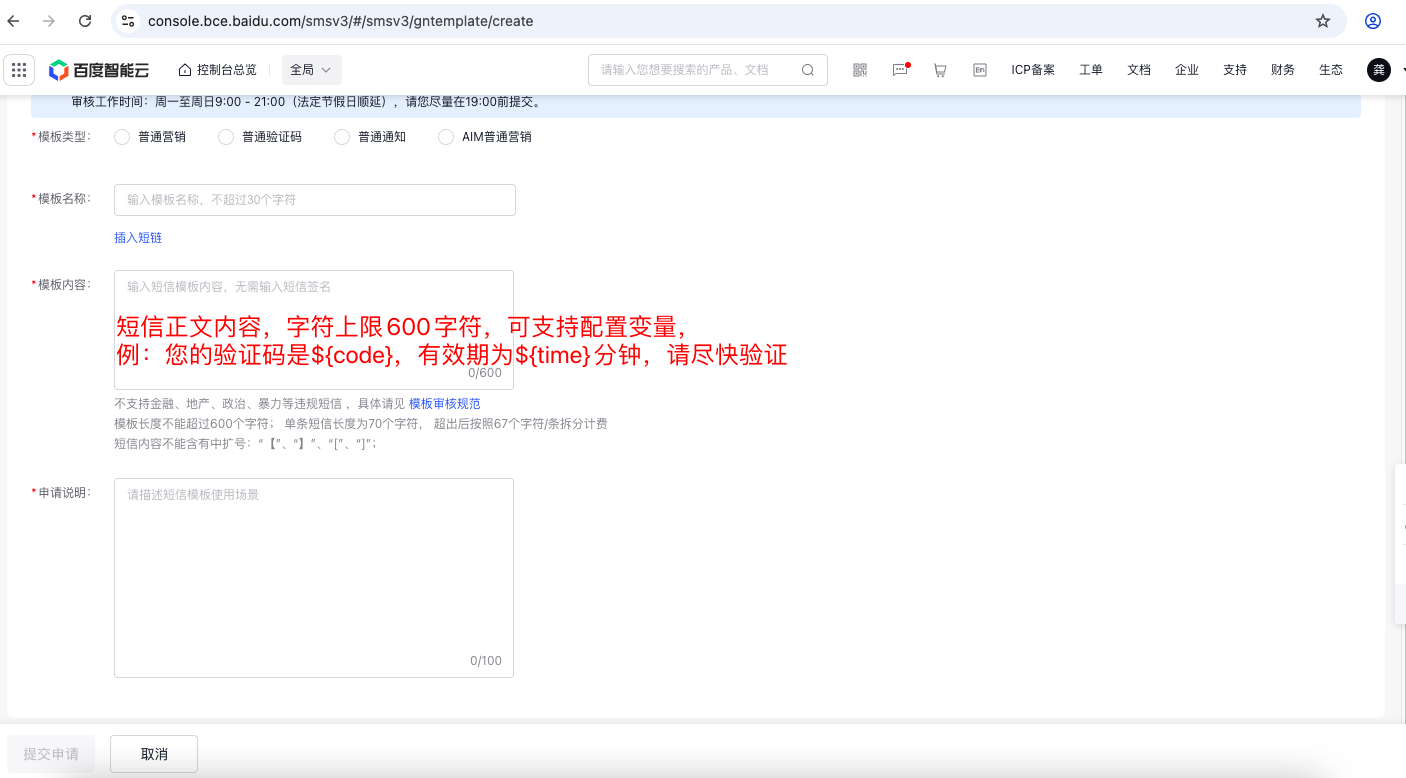 console.bce.baidu.com/smsv3/#/smsv3/gntemplate/create
百度智能云 控制台总览 全局 请输入您想要搜索的产品、文档 En ICP备案 工单 文档 企业 支持 财务 生态 龚
审核工作时间：周一至周日9:00 - 21:00（法定节假日顺延），请您尽量在19:00前提交。
*模板类型： 普通营销 普通验证码 普通通知 AIM普通营销
*模板名称： 输入模板名称，不超过30个字符
插入短链
*模板内容： 输入短信模板内容，无需输入短信签名
短信正文内容，字符上限600字符，可支持配置变量，
例：您的验证码是${code}，有效期为${time}分钟，请尽快验证
0/600
不支持金融、地产、政治、暴力等违规短信 ，具体请见 模板审核规范
模板长度不能超过600个字符； 单条短信长度为70个字符， 超出后按照67个字符/条拆分计费
短信内容不能含有中扩号：“【”、“】”、“[”、“]”；
*申请说明： 请描述短信模板使用场景
0/100
提交申请 取消